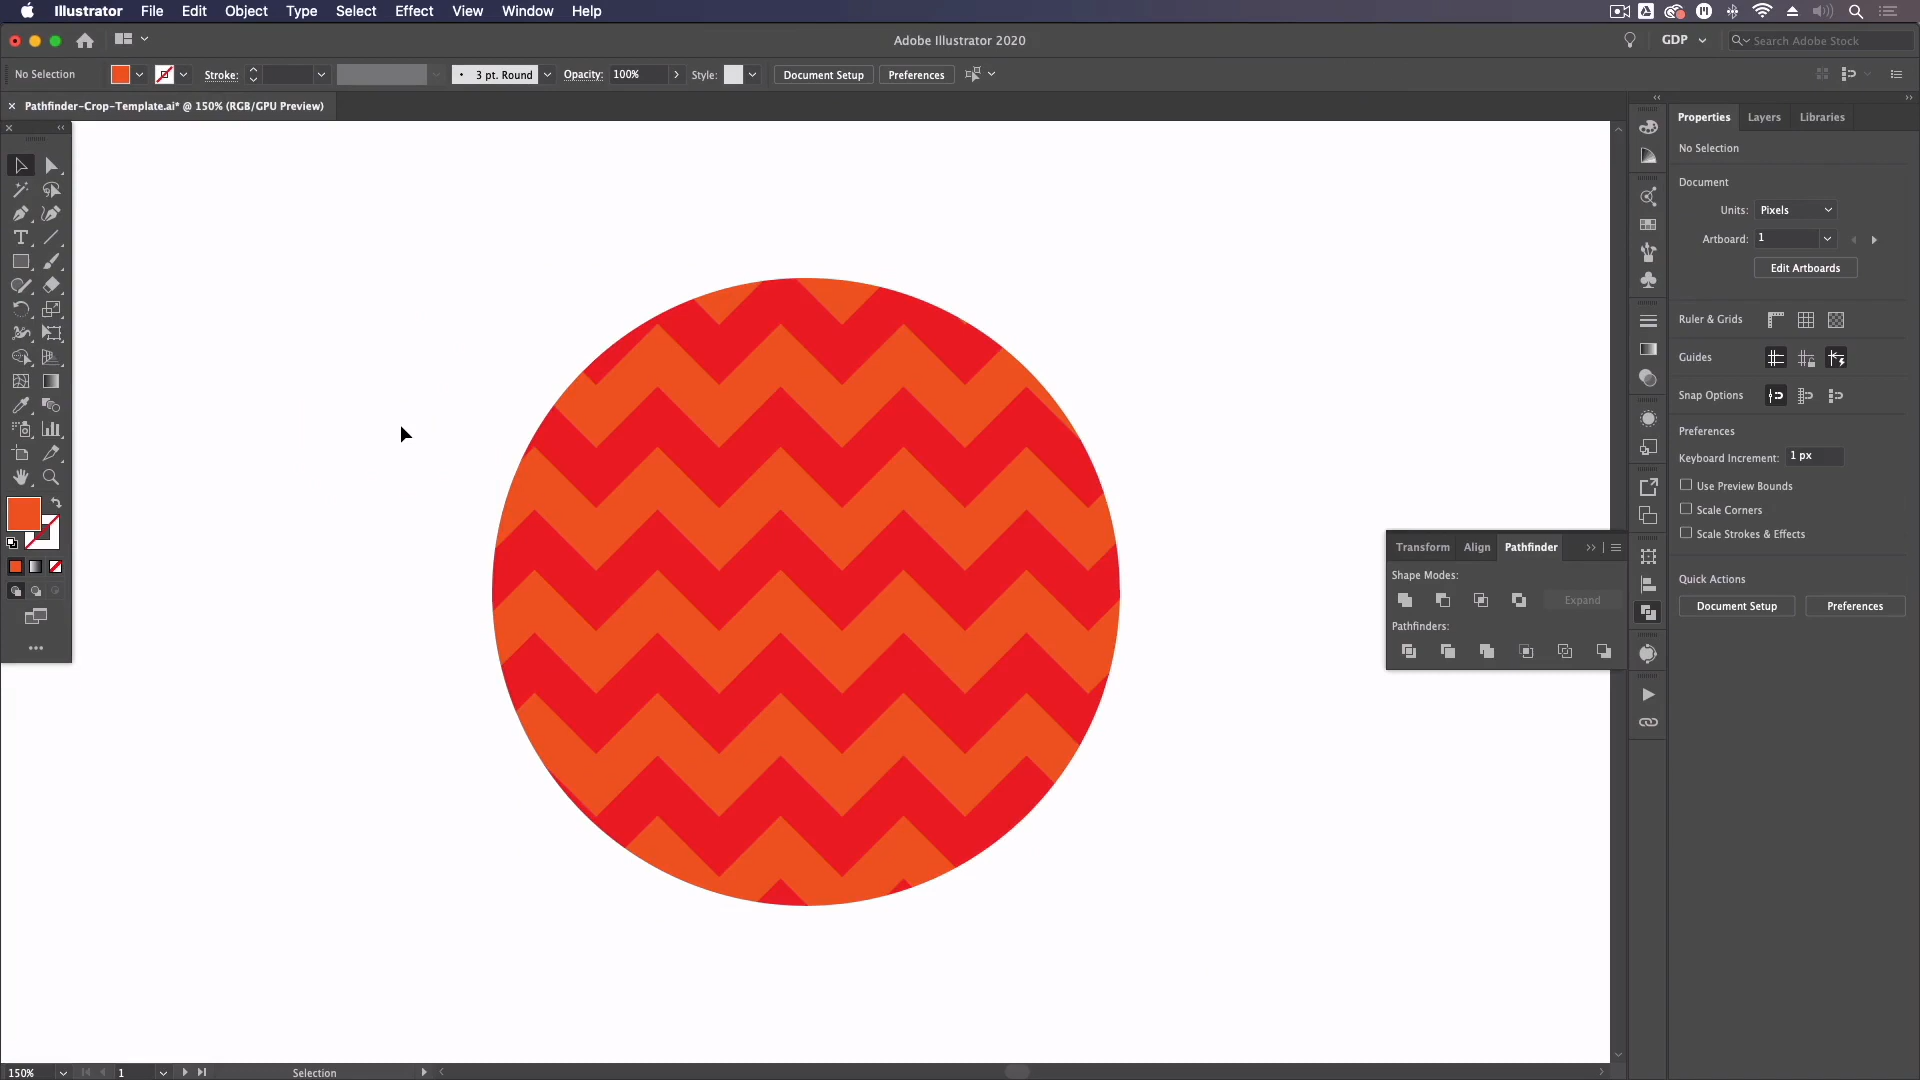 Illustrator File Edit Object Type Select Effect View Window Help
Adobe Illustrator 2020
GDP
Search Adobe Stock
No Selection
Stroke:
3 pt. Round
Opacity: 100%
Style:
Document Setup
Preferences
Pathfinder-Crop-Template.ai* @ 150% (RGB/GPU Preview)
Properties Layers Libraries
No Selection
Document
Units: Pixels
Artboard: 1
Edit Artboards
Ruler & Grids
Guides
Snap Options
Preferences
Keyboard Increment: 1 px
Use Preview Bounds
Scale Corners
Scale Strokes & Effects
Quick Actions
Document Setup Preferences
Transform Align Pathfinder
Shape Modes:
Expand
Pathfinders:
150% 1 Selection